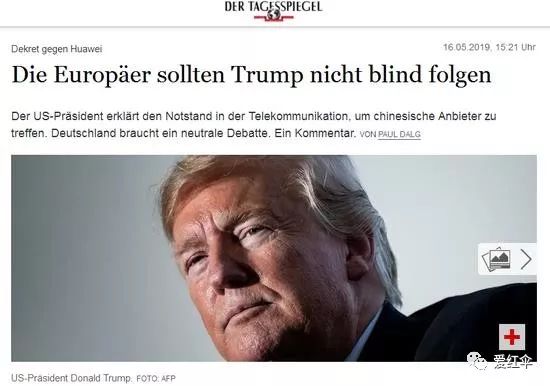 DER TAGESSPIEGEL
Dekret gegen Huawei
16.05.2019, 15:21 Uhr
Die Europäer sollten Trump nicht blind folgen
Der US-Präsident erklärt den Notstand in der Telekommunikation, um chinesische Anbieter zu
treffen. Deutschland braucht ein neutrale Debatte. Ein Kommentar. VON PAUL DALG
爱红伞
US-Präsident Donald Trump. FOTO: AFP